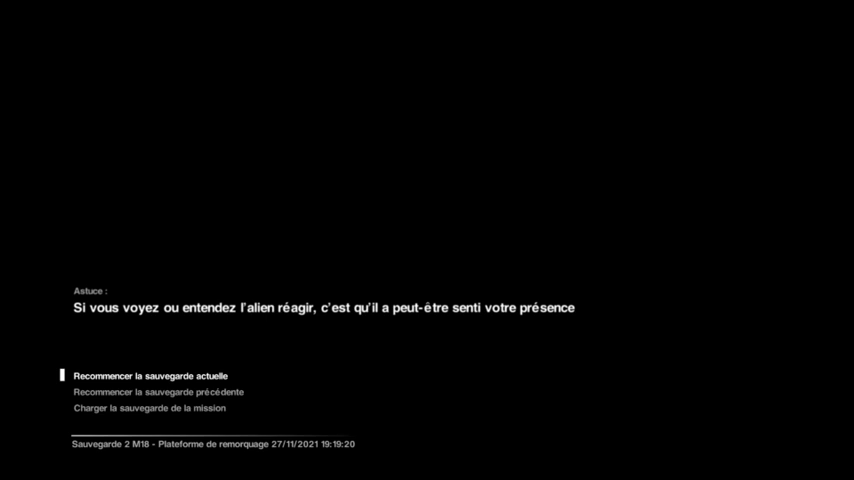 Astuce :
Si vous voyez ou entendez l'alien réagir, c'est qu'il a peut-être senti votre présence
Recommencer la sauvegarde actuelle
Recommencer la sauvegarde précédente
Charger la sauvegarde de la mission
Sauvegarde 2 M18 - Plateforme de remorquage 27/11/2021 19:19:20